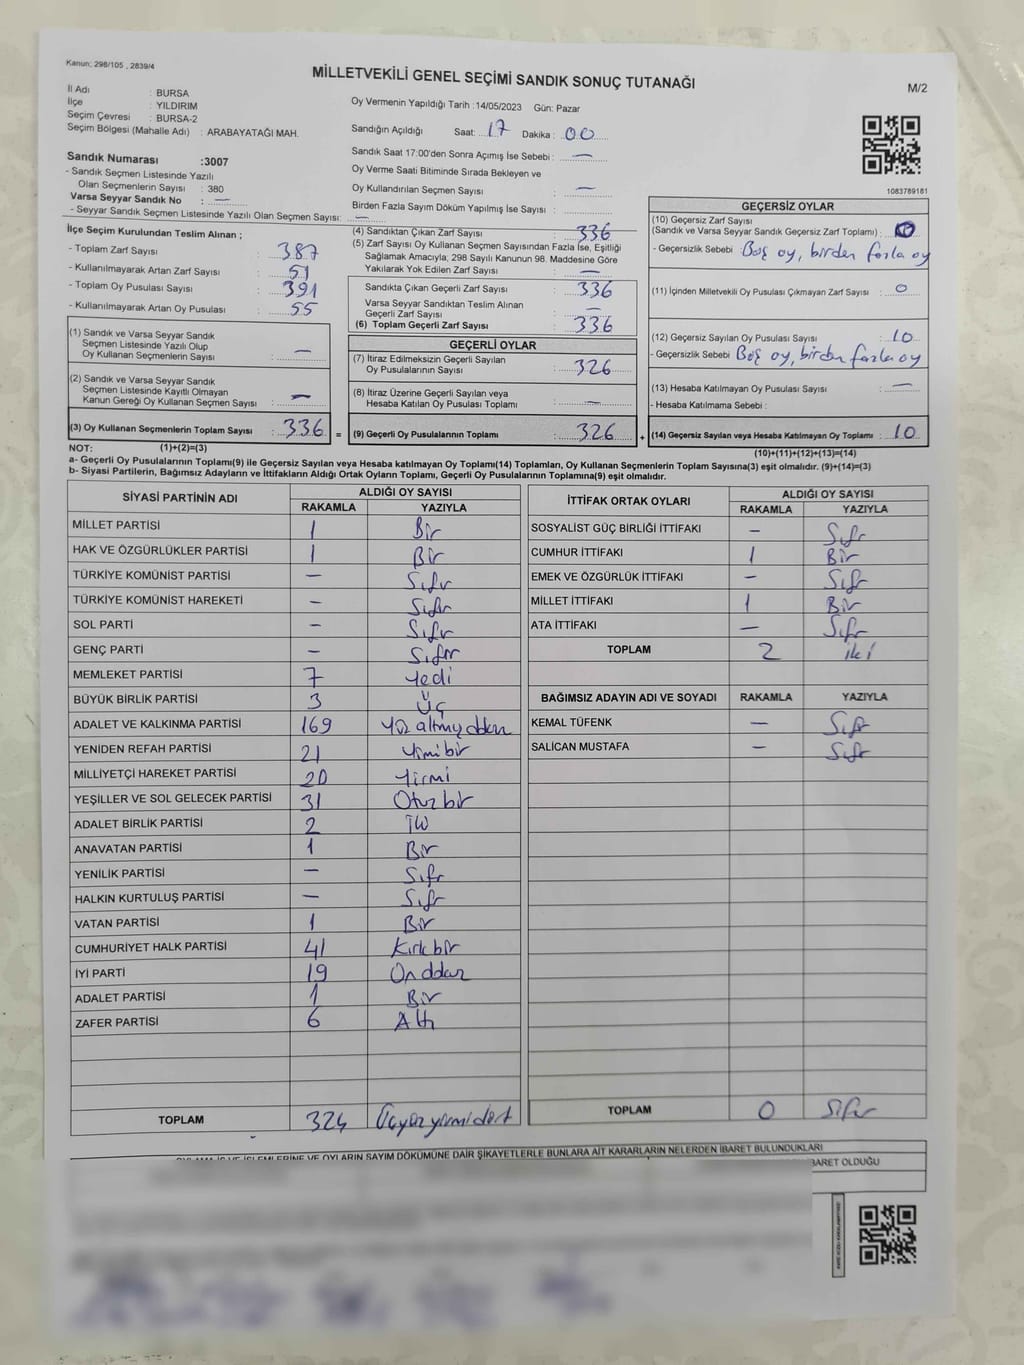 Kanun; 298/105 , 2839/4
MİLLETVEKİLİ GENEL SEÇİMİ SANDIK SONUÇ TUTANAĞI
M/2
İl Adı : BURSA
İlçe : YILDIRIM
Seçim Çevresi : BURSA-2
Seçim Bölgesi (Mahalle Adı) : ARABAYATAĞI MAH.
Oy Vermenin Yapıldığı Tarih : 14/05/2023 Gün: Pazar
Sandığın Açıldığı Saat: 17 Dakika : 00
Sandık Saat 17:00'den Sonra Açımış İse Sebebi : —
Oy Verme Saati Bitiminde Sırada Bekleyen ve
Oy Kullandırılan Seçmen Sayısı : —
Birden Fazla Sayım Döküm Yapılmış İse Sayısı :
1083789181
Sandık Numarası :3007
- Sandık Seçmen Listesinde Yazılı
Olan Seçmenlerin Sayısı : 380
Varsa Seyyar Sandık No : —
- Seyyar Sandık Seçmen Listesinde Yazılı Olan Seçmen Sayısı: —
İlçe Seçim Kurulundan Teslim Alınan ;
- Toplam Zarf Sayısı : 387
- Kullanılmayarak Artan Zarf Sayısı : 51
- Toplam Oy Pusulası Sayısı : 391
- Kullanılmayarak Artan Oy Pusulası : 55
(1) Sandık ve Varsa Seyyar Sandık
Seçmen Listesinde Yazılı Olup
Oy Kullanan Seçmenlerin Sayısı : —
(2) Sandık ve Varsa Seyyar Sandık
Seçmen Listesinde Kayıtlı Olmayan
Kanun Gereği Oy Kullanan Seçmen Sayısı : —
(3) Oy Kullanan Seçmenlerin Toplam Sayısı : 336 =
(4) Sandıktan Çıkan Zarf Sayısı : 336
(5) Zarf Sayısı Oy Kullanan Seçmen Sayısından Fazla İse, Eşitliği
Sağlamak Amacıyla, 298 Sayılı Kanunun 98. Maddesine Göre
Yakılarak Yok Edilen Zarf Sayısı : —
Sandıkta Çıkan Geçerli Zarf Sayısı : 336
Varsa Seyyar Sandıktan Teslim Alınan
Geçerli Zarf Sayısı : —
(6) Toplam Geçerli Zarf Sayısı : 336
GEÇERLİ OYLAR
(7) İtiraz Edilmeksizin Geçerli Sayılan
Oy Pusulalarının Sayısı : 326
(8) İtiraz Üzerine Geçerli Sayılan veya
Hesaba Katılan Oy Pusulası Toplamı : —
(9) Geçerli Oy Pusulalarının Toplamı : 326 +
GEÇERSİZ OYLAR
(10) Geçersiz Zarf Sayısı
(Sandık ve Varsa Seyyar Sandık Geçersiz Zarf Toplamı) :
- Geçersizlik Sebebi : Boş oy, birden fazla oy
(11) İçinden Milletvekili Oy Pusulası Çıkmayan Zarf Sayısı : 0
(12) Geçersiz Sayılan Oy Pusulası Sayısı : 10
- Geçersizlik Sebebi : Boş oy, birden fazla oy
(13) Hesaba Katılmayan Oy Pusulası Sayısı : —
- Hesaba Katılmama Sebebi :
(14) Geçersiz Sayılan veya Hesaba Katılmayan Oy Toplamı : 10
NOT: (1)+(2)=(3)
(10)+(11)+(12)+(13)=(14)
a- Geçerli Oy Pusulalarının Toplamı(9) ile Geçersiz Sayılan veya Hesaba katılmayan Oy Toplamı(14) Toplamları, Oy Kullanan Seçmenlerin Toplam Sayısına(3) eşit olmalıdır. (9)+(14)=(3)
b- Siyasi Partilerin, Bağımsız Adayların ve İttifakların Aldığı Ortak Oyların Toplamı, Geçerli Oy Pusulalarının Toplamına(9) eşit olmalıdır.
SİYASİ PARTİNİN ADI ALDIĞI OY SAYISI
RAKAMLA YAZIYLA
MİLLET PARTİSİ 1 Bir
HAK VE ÖZGÜRLÜKLER PARTİSİ 1 Bir
TÜRKİYE KOMÜNİST PARTİSİ — Sıfır
TÜRKİYE KOMÜNİST HAREKETİ — Sıfır
SOL PARTİ — Sıfır
GENÇ PARTİ — Sıfır
MEMLEKET PARTİSİ 7 Yedi
BÜYÜK BİRLİK PARTİSİ 3 Üç
ADALET VE KALKINMA PARTİSİ 169 Yüz altmışdokuz
YENİDEN REFAH PARTİSİ 21 Yirmibir
MİLLİYETÇİ HAREKET PARTİSİ 20 Yirmi
YEŞİLLER VE SOL GELECEK PARTİSİ 31 Otuzbir
ADALET BİRLİK PARTİSİ 2 İki
ANAVATAN PARTİSİ 1 Bir
YENİLİK PARTİSİ — Sıfır
HALKIN KURTULUŞ PARTİSİ — Sıfır
VATAN PARTİSİ 1 Bir
CUMHURİYET HALK PARTİSİ 41 Kırkbir
İYİ PARTİ 19 Ondokuz
ADALET PARTİSİ 1 Bir
ZAFER PARTİSİ 6 Altı
TOPLAM 324 Üçyüzyirmidört
İTTİFAK ORTAK OYLARI ALDIĞI OY SAYISI
RAKAMLA YAZIYLA
SOSYALİST GÜÇ BİRLİĞİ İTTİFAKI — Sıfır
CUMHUR İTTİFAKI 1 Bir
EMEK VE ÖZGÜRLÜK İTTİFAKI — Sıfır
MİLLET İTTİFAKI 1 Bir
ATA İTTİFAKI — Sıfır
TOPLAM 2 iki
BAĞIMSIZ ADAYIN ADI VE SOYADI RAKAMLA YAZIYLA
KEMAL TÜFENK — Sıfır
SALİCAN MUSTAFA — Sıfır
TOPLAM 0 Sıfır
OYLAMA İŞ VE İŞLEMLERİNE VE OYLARIN SAYIM DÖKÜMÜNE DAİR ŞİKAYETLERLE BUNLARA AİT KARARLARIN NELERDEN İBARET BULUNDUKLARI
İBARET OLDUĞU